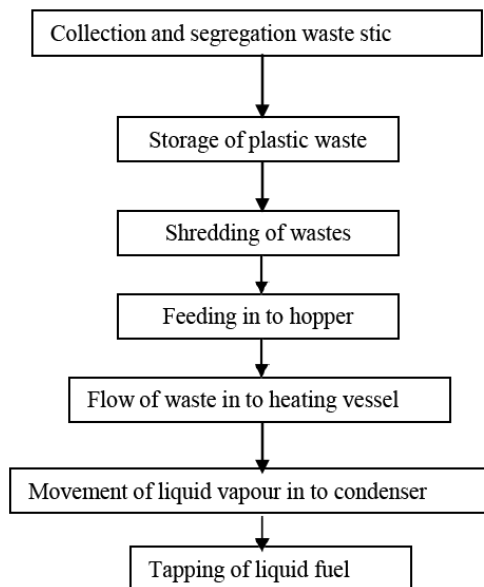 Collection and segregation waste stic
Storage of plastic waste
Shredding of wastes
Feeding in to hopper
Flow of waste in to heating vessel
Movement of liquid vapour in to condenser
Tapping of liquid fuel